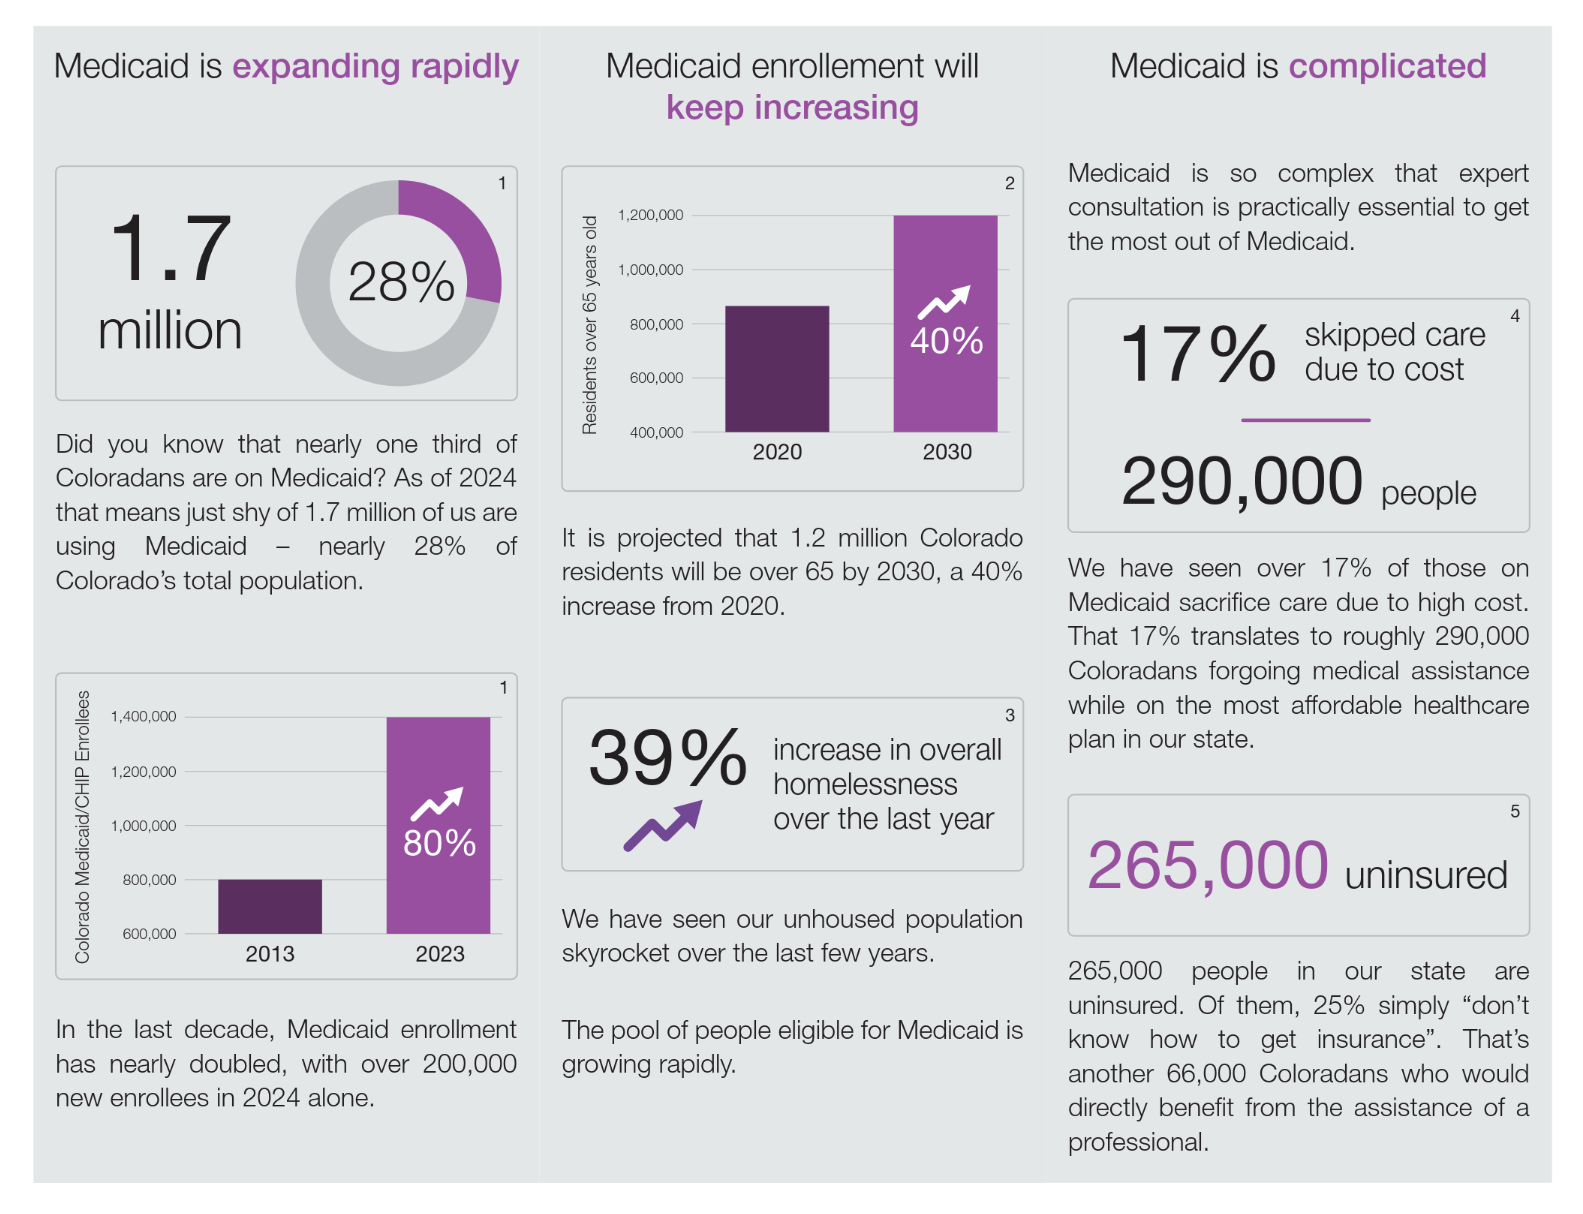 Medicaid is expanding rapidly
1
1.7
million
28%
Did you know that nearly one third of
Coloradans are on Medicaid? As of 2024
that means just shy of 1.7 million of us are
using Medicaid – nearly 28% of
Colorado’s total population.
1
Colorado Medicaid/CHIP Enrollees
1,400,000
1,200,000
1,000,000
800,000
600,000
80%
2013
2023
In the last decade, Medicaid enrollment
has nearly doubled, with over 200,000
new enrollees in 2024 alone.
Medicaid enrollement will
keep increasing
2
Residents over 65 years old
1,200,000
1,000,000
800,000
600,000
400,000
40%
2020
2030
It is projected that 1.2 million Colorado
residents will be over 65 by 2030, a 40%
increase from 2020.
3
39%
increase in overall
homelessness
over the last year
We have seen our unhoused population
skyrocket over the last few years.
The pool of people eligible for Medicaid is
growing rapidly.
Medicaid is complicated
Medicaid is so complex that expert
consultation is practically essential to get
the most out of Medicaid.
4
17%
skipped care
due to cost
290,000 people
We have seen over 17% of those on
Medicaid sacrifice care due to high cost.
That 17% translates to roughly 290,000
Coloradans forgoing medical assistance
while on the most affordable healthcare
plan in our state.
5
265,000 uninsured
265,000 people in our state are
uninsured. Of them, 25% simply “don’t
know how to get insurance”. That’s
another 66,000 Coloradans who would
directly benefit from the assistance of a
professional.